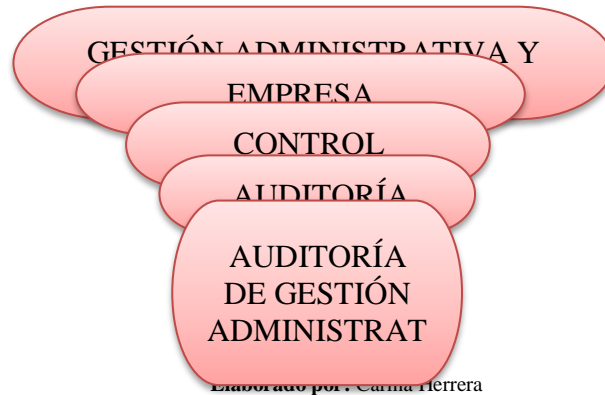 GESTIÓN ADMINISTRATIVA Y
EMPRESA
CONTROL
AUDITORÍA
AUDITORÍA
DE GESTIÓN
ADMINISTRAT
Elaborado por: Carina Herrera